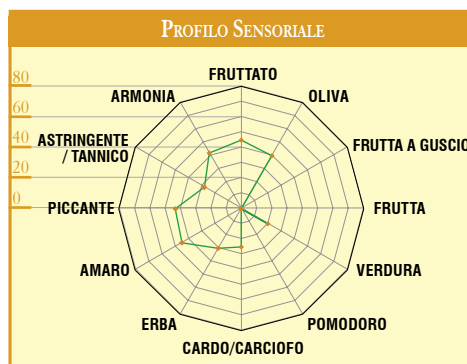 PROFILO SENSORIALE
80
60
40
20
0
FRUTTATO
OLIVA
FRUTTA A GUSCIO
FRUTTA
VERDURA
POMODORO
CARDO/CARCIOFO
ERBA
AMARO
PICCANTE
ASTRINGENTE
/ TANNICO
ARMONIA